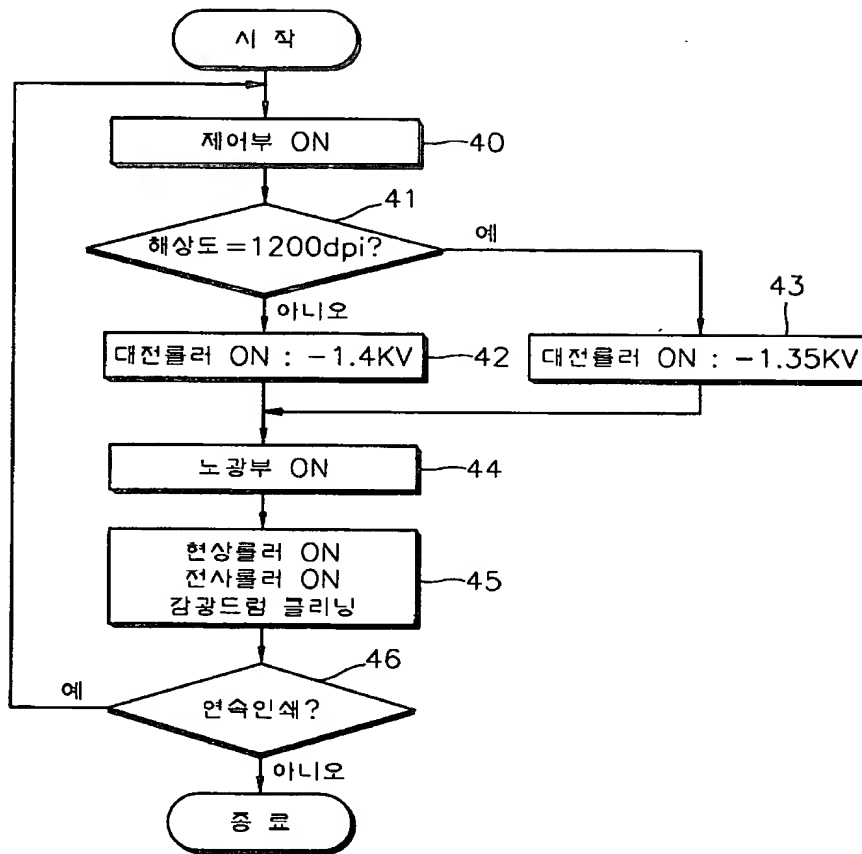 시 작
제어부 ON
40
41
해상도=1200dpi?
예
아니오
43
대전롤러 ON : -1.4KV
42
대전롤러 ON : -1.35KV
노광부 ON
44
현상롤러 ON
전사롤러 ON
감광드럼 클리닝
45
46
예
연속인쇄?
아니오
종 료